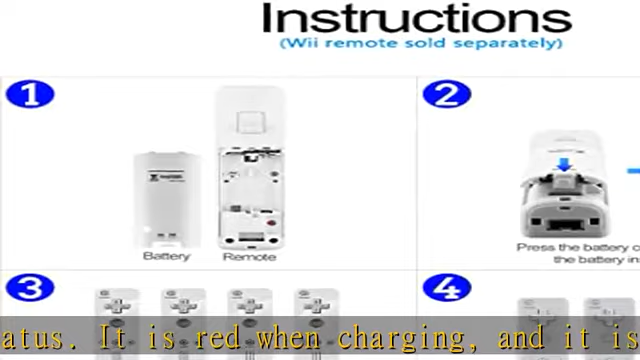 Instructions
(Wii remote sold separately)
1
2
Battery
Remote
Press the battery
the battery in
3
4
atus. It is red when charging, and it is